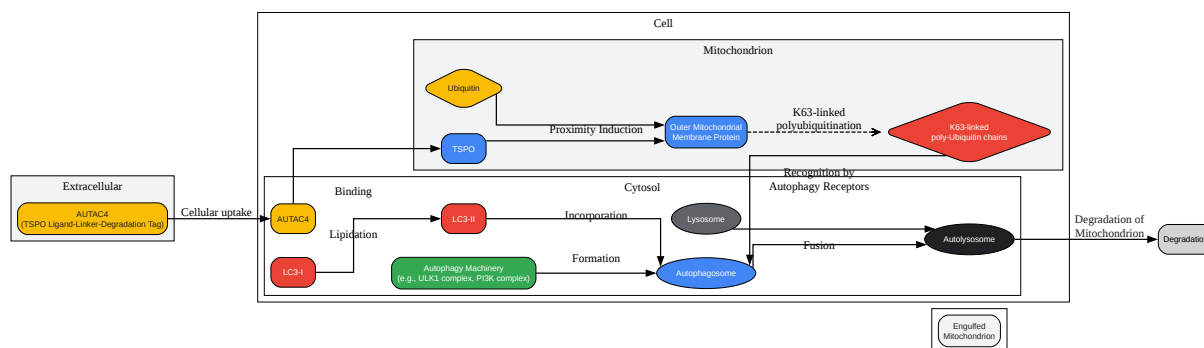 Cell
Mitochondrion
Ubiquitin
K63-linked
polyubiquitination
Outer Mitochondrial
Membrane Protein
K63-linked
poly-Ubiquitin chains
Proximity Induction
TSPO
Recognition by
Autophagy Receptors
Extracellular
AUTAC4
(TSPO Ligand-Linker-Degradation Tag)
Cellular uptake
Cytosol
Binding
AUTAC4
Lipidation
LC3-II
Incorporation
Lysosome
Autolysosome
Degradation of
Mitochondrion
Degradation
Fusion
LC3-I
Autophagy Machinery
(e.g., ULK1 complex, PI3K complex)
Formation
Autophagosome
Engulfed
Mitochondrion